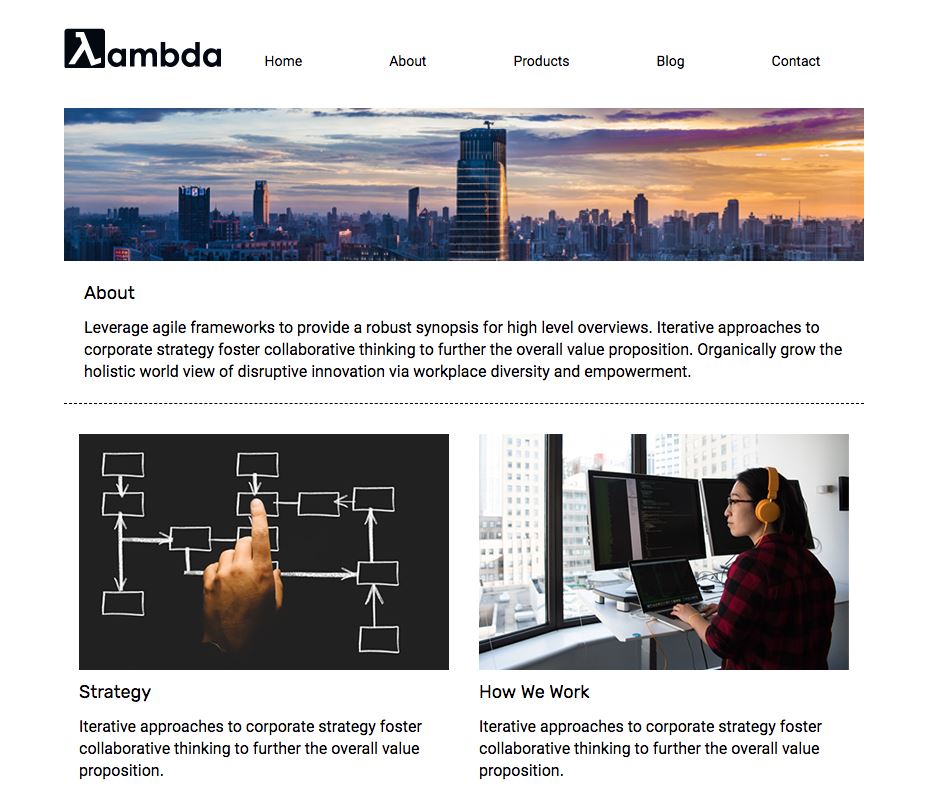 λambda
Home About Products Blog Contact
About
Leverage agile frameworks to provide a robust synopsis for high level overviews. Iterative approaches to
corporate strategy foster collaborative thinking to further the overall value proposition. Organically grow the
holistic world view of disruptive innovation via workplace diversity and empowerment.
Strategy
Iterative approaches to corporate strategy foster
collaborative thinking to further the overall value
proposition.
How We Work
Iterative approaches to corporate strategy foster
collaborative thinking to further the overall value
proposition.